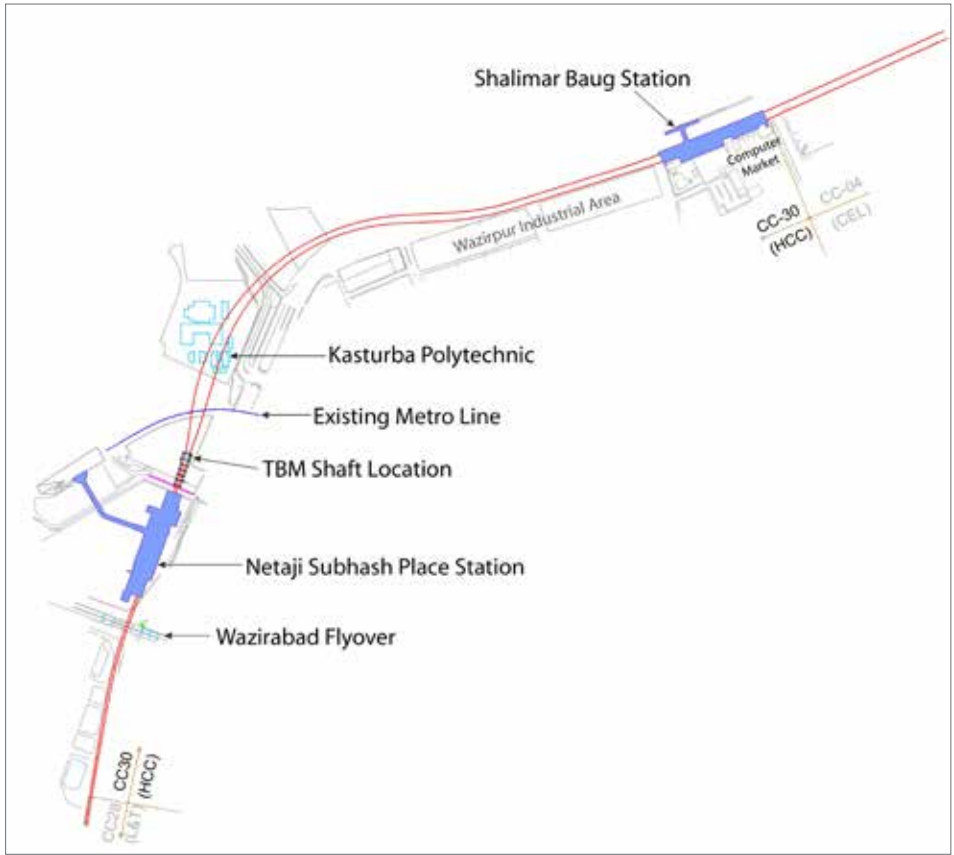 Shalimar Baug Station
Computer
Market
CC-04
(CEL)
CC-30
(HCC)
Wazirpur Industrial Area
Kasturba Polytechnic
Existing Metro Line
TBM Shaft Location
Netaji Subhash Place Station
Wazirabad Flyover
CC30
(HCC)
CC28
(L&T)